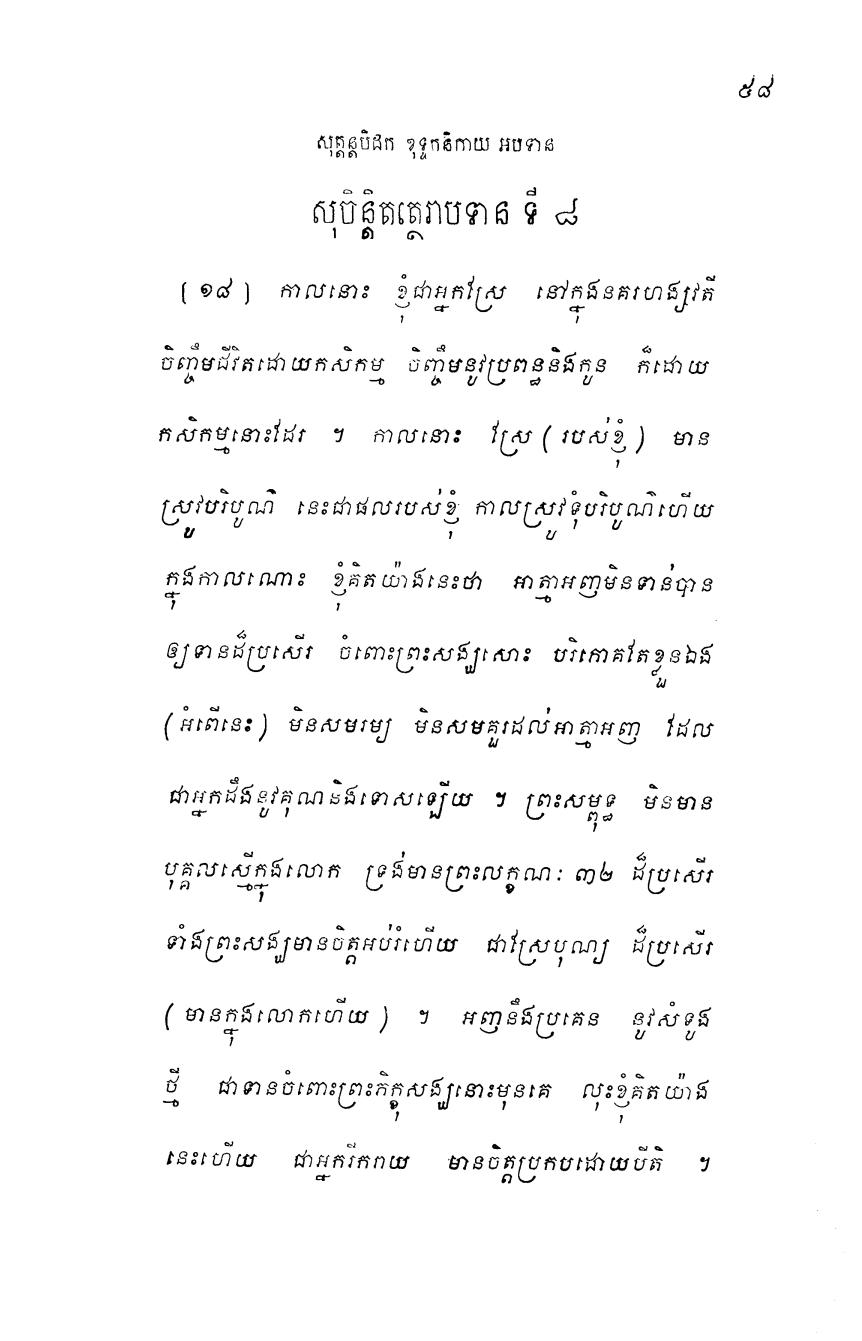 ៥៨
សុត្តន្តបិដក ខុទ្ទកនិកាយ អបទាន
សុចិន្តិតត្ថេរាបទាន ទី ៨
(១៨) កាលនោះ ខ្ញុំជាអ្នកស្រែ នៅក្នុងនគរហង្សវតី
ចិញ្ចឹមជីវិតដោយកសិកម្ម ចិញ្ចឹមនូវប្រពន្ធនិងកូន ក៏ដោយ
កសិកម្មនោះដែរ ។ កាលនោះ ស្រែ (របស់ខ្ញុំ) មាន
ស្រូវបរិបូណ៌ នេះជាផលរបស់ខ្ញុំ កាលស្រូវទុំបរិបូណ៌ហើយ
ក្នុងកាលណោះ ខ្ញុំគិតយ៉ាងនេះថា អាត្មាអញមិនទាន់បាន
ឲ្យទានដ៏ប្រសើរ ចំពោះព្រះសង្ឃសោះ បរិភោគតែខ្លួនឯង
(អំពើនេះ) មិនសមរម្យ មិនសមគួរដល់អាត្មាអញ ដែល
ជាអ្នកដឹងនូវគុណនិងទោសឡើយ ។ ព្រះសម្ពុទ្ធ មិនមាន
បុគ្គលស្មើក្នុងលោក ទ្រង់មានព្រះលក្ខណៈ ៣២ ដ៏ប្រសើរ
ទាំងព្រះសង្ឃមានចិត្តអប់រំហើយ ជាស្រែបុណ្យ ដ៏ប្រសើរ
(មានក្នុងលោកហើយ) ។ អញនឹងប្រគេន នូវសំទូង
ថ្មី ជាទានចំពោះព្រះភិក្ខុសង្ឃនោះមុនគេ លុះខ្ញុំគិតយ៉ាង
នេះហើយ ជាអ្នករីករាយ មានចិត្តប្រកបដោយបីតិ ។